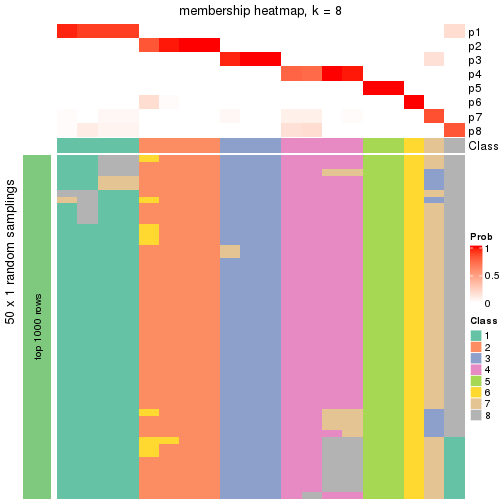 membership heatmap, k = 8
p1
p2
p3
p4
p5
p6
p7
p8
Class
50 x 1 random samplings
top 1000 rows
Prob
1
0.5
0
Class
1
2
3
4
5
6
7
8